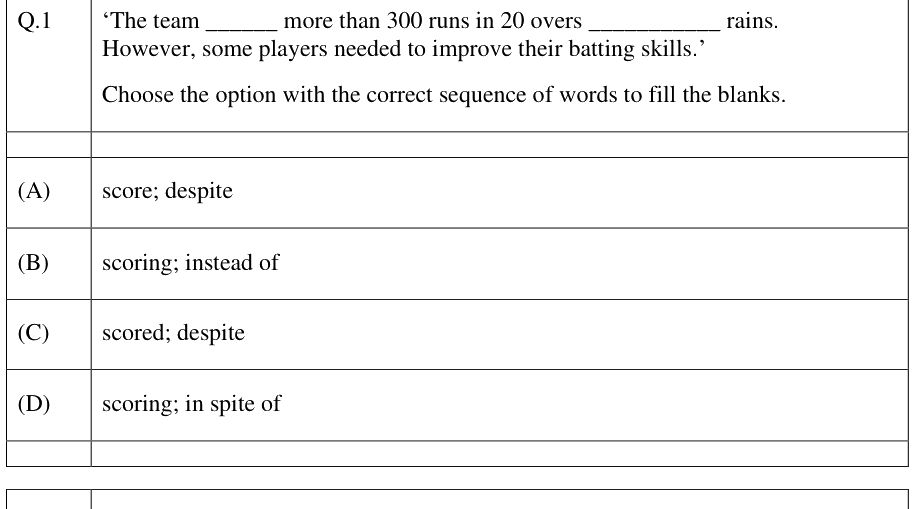 Q.1 ‘The team ______ more than 300 runs in 20 overs ___________ rains.
However, some players needed to improve their batting skills.’
Choose the option with the correct sequence of words to fill the blanks.
(A) score; despite
(B) scoring; instead of
(C) scored; despite
(D) scoring; in spite of